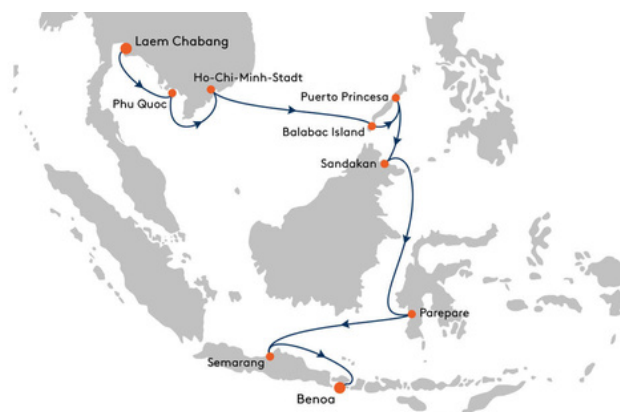 Laem Chabang
Ho-Chi-Minh-Stadt
Phu Quoc
Puerto Princesa
Balabac Island
Sandakan
Parepare
Semarang
Benoa